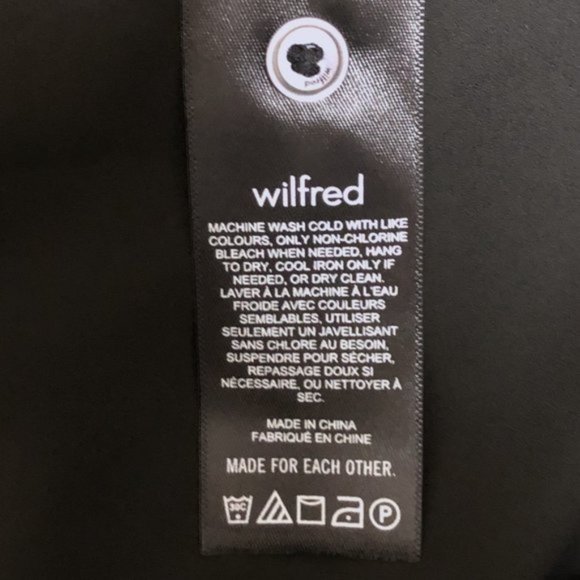 wilfred
wilfred
MACHINE WASH COLD WITH LIKE
COLOURS, ONLY NON-CHLORINE
BLEACH WHEN NEEDED, HANG
TO DRY, COOL IRON ONLY IF
NEEDED, OR DRY CLEAN.
LAVER À LA MACHINE À L'EAU
FROIDE AVEC COULEURS
SEMBLABLES, UTILISER
SEULEMENT UN JAVELLISANT
SANS CHLORE AU BESOIN,
SUSPENDRE POUR SÉCHER,
REPASSAGE DOUX SI
NÉCESSAIRE, OU NETTOYER À
SEC.
MADE IN CHINA
FABRIQUÉ EN CHINE
MADE FOR EACH OTHER.
30C P